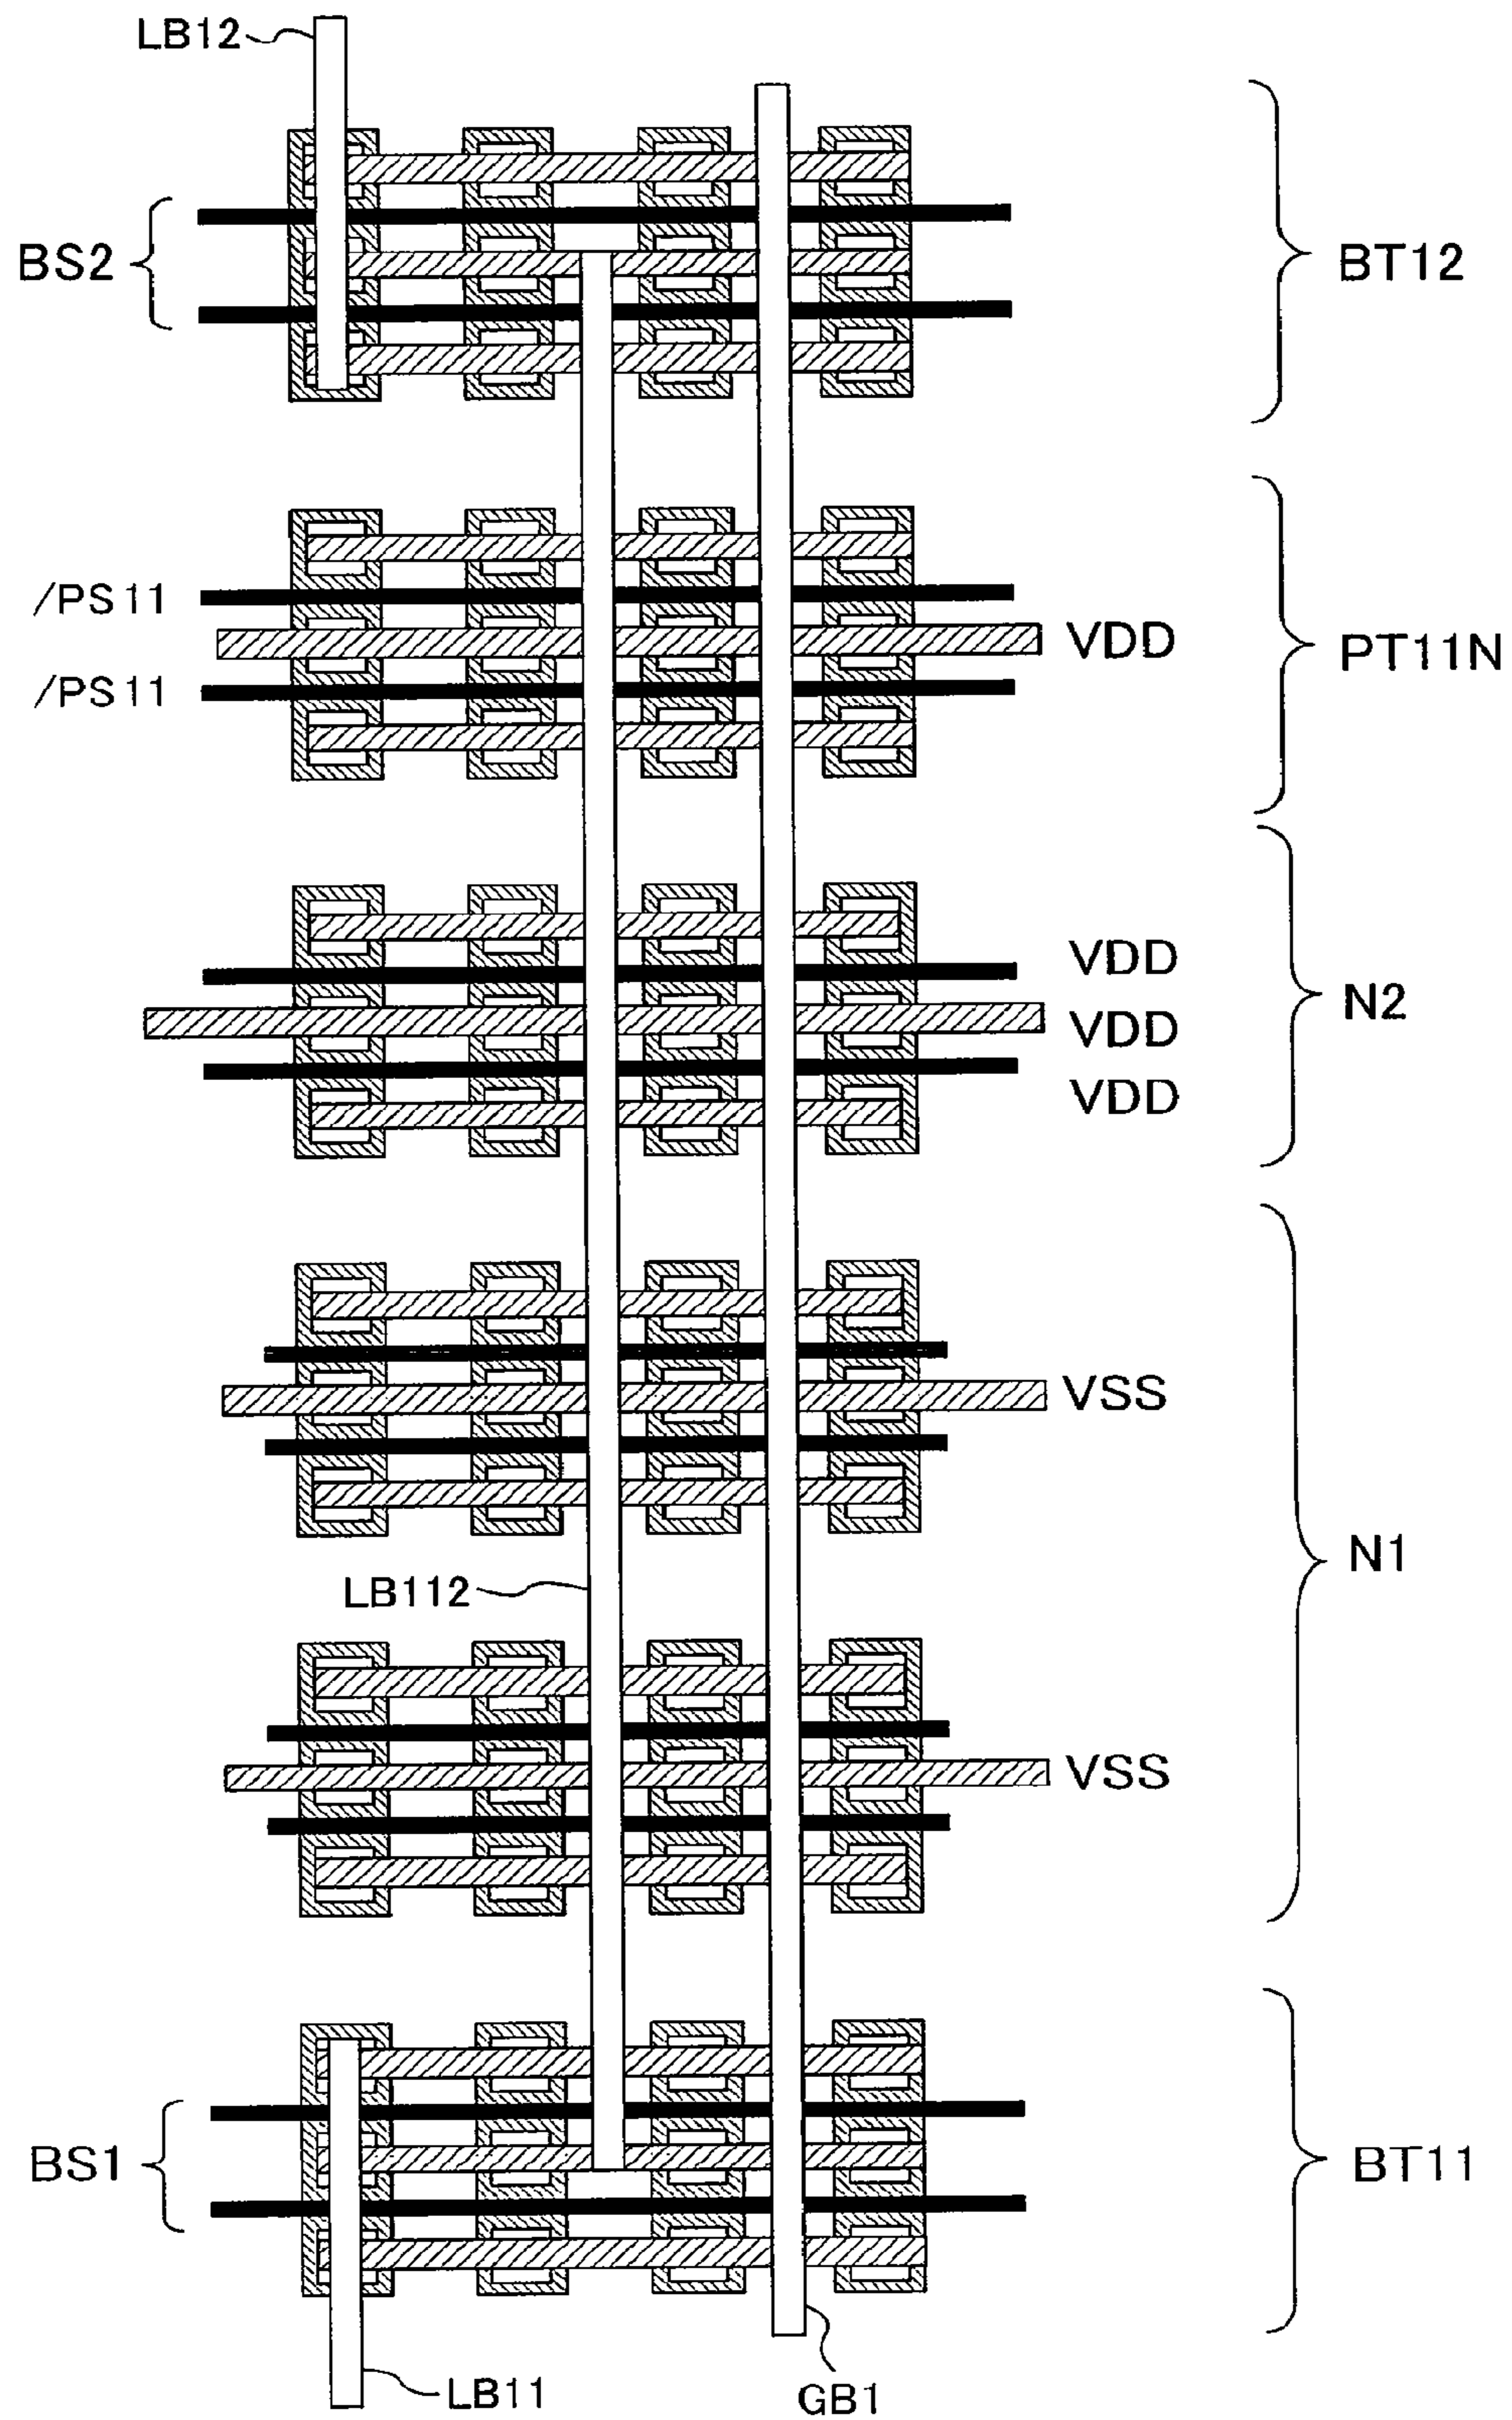 LB12
BS2
BT12
/PS11
VDD
PT11N
/PS11
VDD
VDD
N2
VDD
VSS
N1
LB112
VSS
BS1
BT11
LB11
GB1